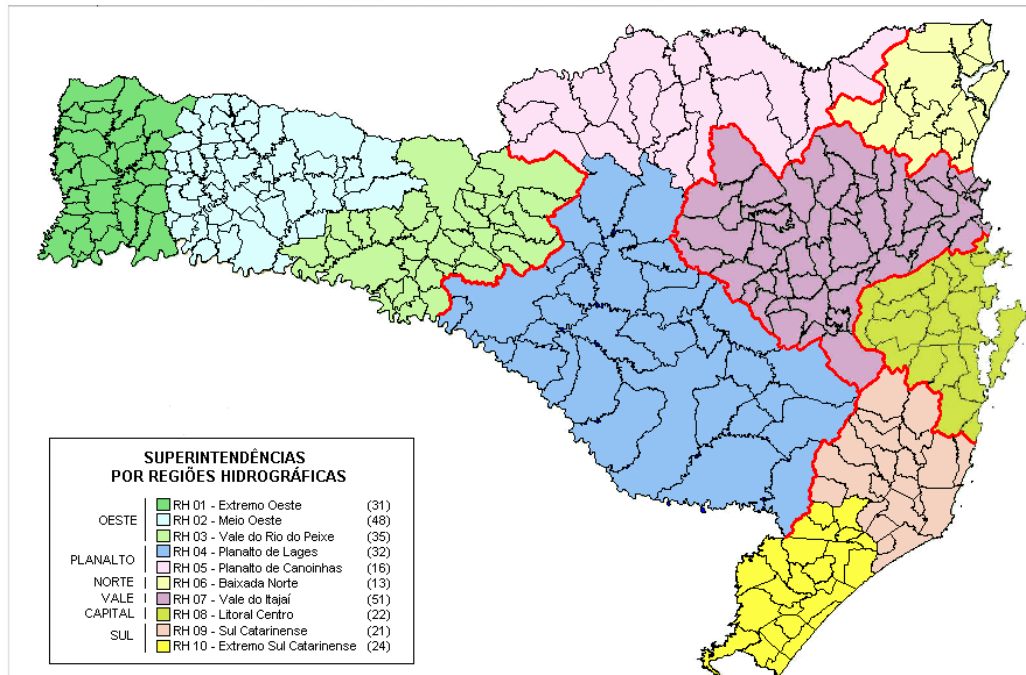 SUPERINTENDÊNCIAS
POR REGIÕES HIDROGRÁFICAS
OESTE
RH 01 - Extremo Oeste (31)
RH 02 - Meio Oeste (48)
RH 03 - Vale do Rio do Peixe (35)
PLANALTO
RH 04 - Planalto de Lages (32)
RH 05 - Planalto de Canoinhas (16)
NORTE
RH 06 - Baixada Norte (13)
VALE
RH 07 - Vale do Itajaí (51)
CAPITAL
RH 08 - Litoral Centro (22)
SUL
RH 09 - Sul Catarinense (21)
RH 10 - Extremo Sul Catarinense (24)